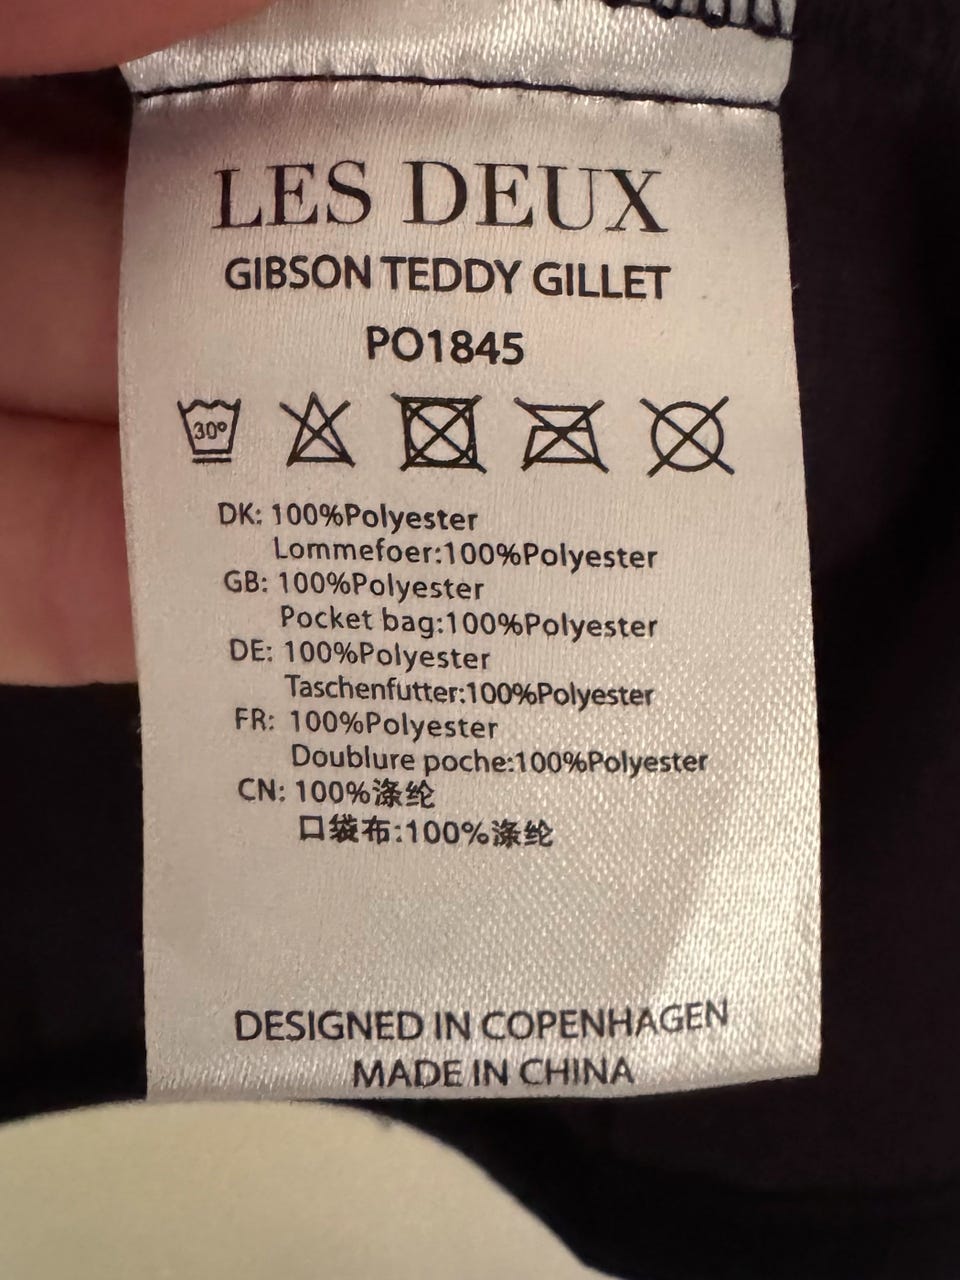 LES DEUX
GIBSON TEDDY GILLET
PO1845
30°
DK: 100%Polyester
Lommefoer:100%Polyester
GB: 100%Polyester
Pocket bag:100%Polyester
DE: 100%Polyester
Taschenfutter:100%Polyester
FR: 100%Polyester
Doublure poche:100%Polyester
CN: 100%涤纶
口袋布:100%涤纶
DESIGNED IN COPENHAGEN
MADE IN CHINA